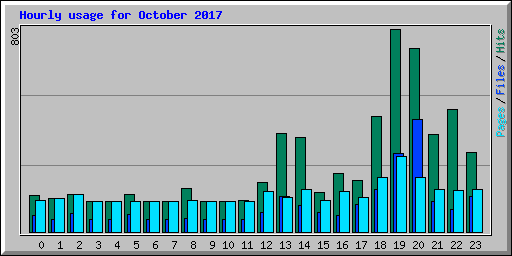 Hourly usage for October 2017
803
Pages/Files/Hits
0 1 2 3 4 5 6 7 8 9 10 11 12 13 14 15 16 17 18 19 20 21 22 23